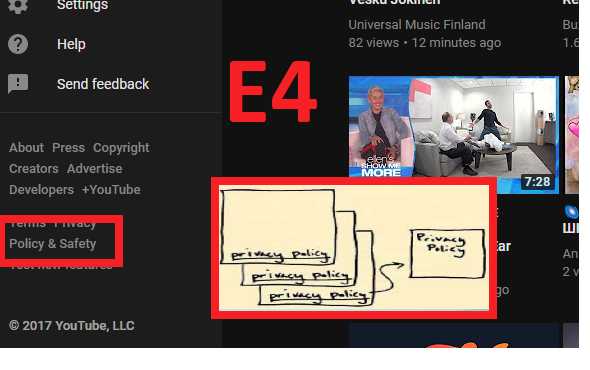 Settings
Help
Send feedback
About Press Copyright
Creators Advertise
Developers +YouTube
Terms Privacy
Policy & Safety
Test new features
© 2017 YouTube, LLC
Vesku Jokinen
Universal Music Finland
82 views • 12 minutes ago
E4
ellen's
SHOW ME
MORE
7:28
privacy policy
privacy policy
privacy policy
Privacy
Policy
go
Re
Bu
1.6
An
2 v